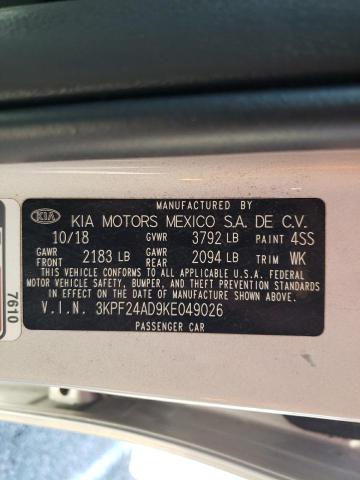 MANUFACTURED BY
KIA KIA MOTORS MEXICO S.A. DE C.V.
10/18 GVWR 3792 LB PAINT 4SS
GAWR FRONT 2183 LB GAWR REAR 2094 LB TRIM WK
THIS VEHICLE CONFORMS TO ALL APPLICABLE U.S.A. FEDERAL
MOTOR VEHICLE SAFETY, BUMPER, AND THEFT PREVENTION
STANDARDS IN EFFECT ON THE DATE OF MANUFACTURE
SHOWN ABOVE.
V.I.N. 3KPF24AD9KE049026
PASSENGER CAR
7610